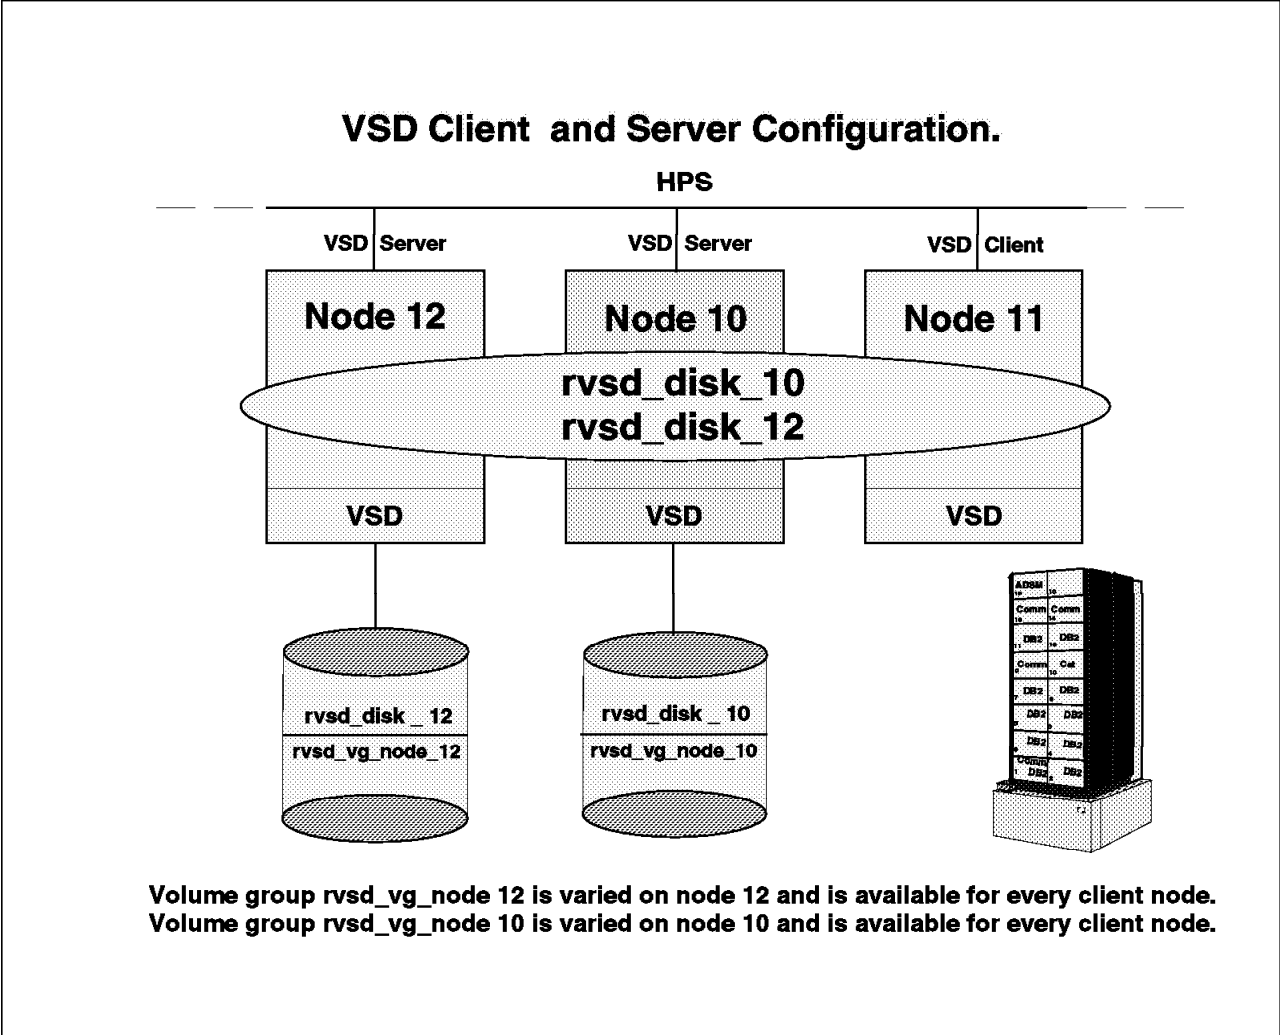 VSD Client and Server Configuration.
HPS
VSD Server VSD Server VSD Client
Node 12 Node 10 Node 11
rvsd_disk_10
rvsd_disk_12
VSD VSD VSD
rvsd_disk _ 12 rvsd_disk _ 10
rvsd_vg_node_12 rvsd_vg_node_10
ADSM
Comm Comm
DB2 DB2
Comm Cat
DB2 DB2
DB2 DB2
DB2 DB2
Comm
DB2 DB2
Volume group rvsd_vg_node 12 is varied on node 12 and is available for every client node.
Volume group rvsd_vg_node 10 is varied on node 10 and is available for every client node.